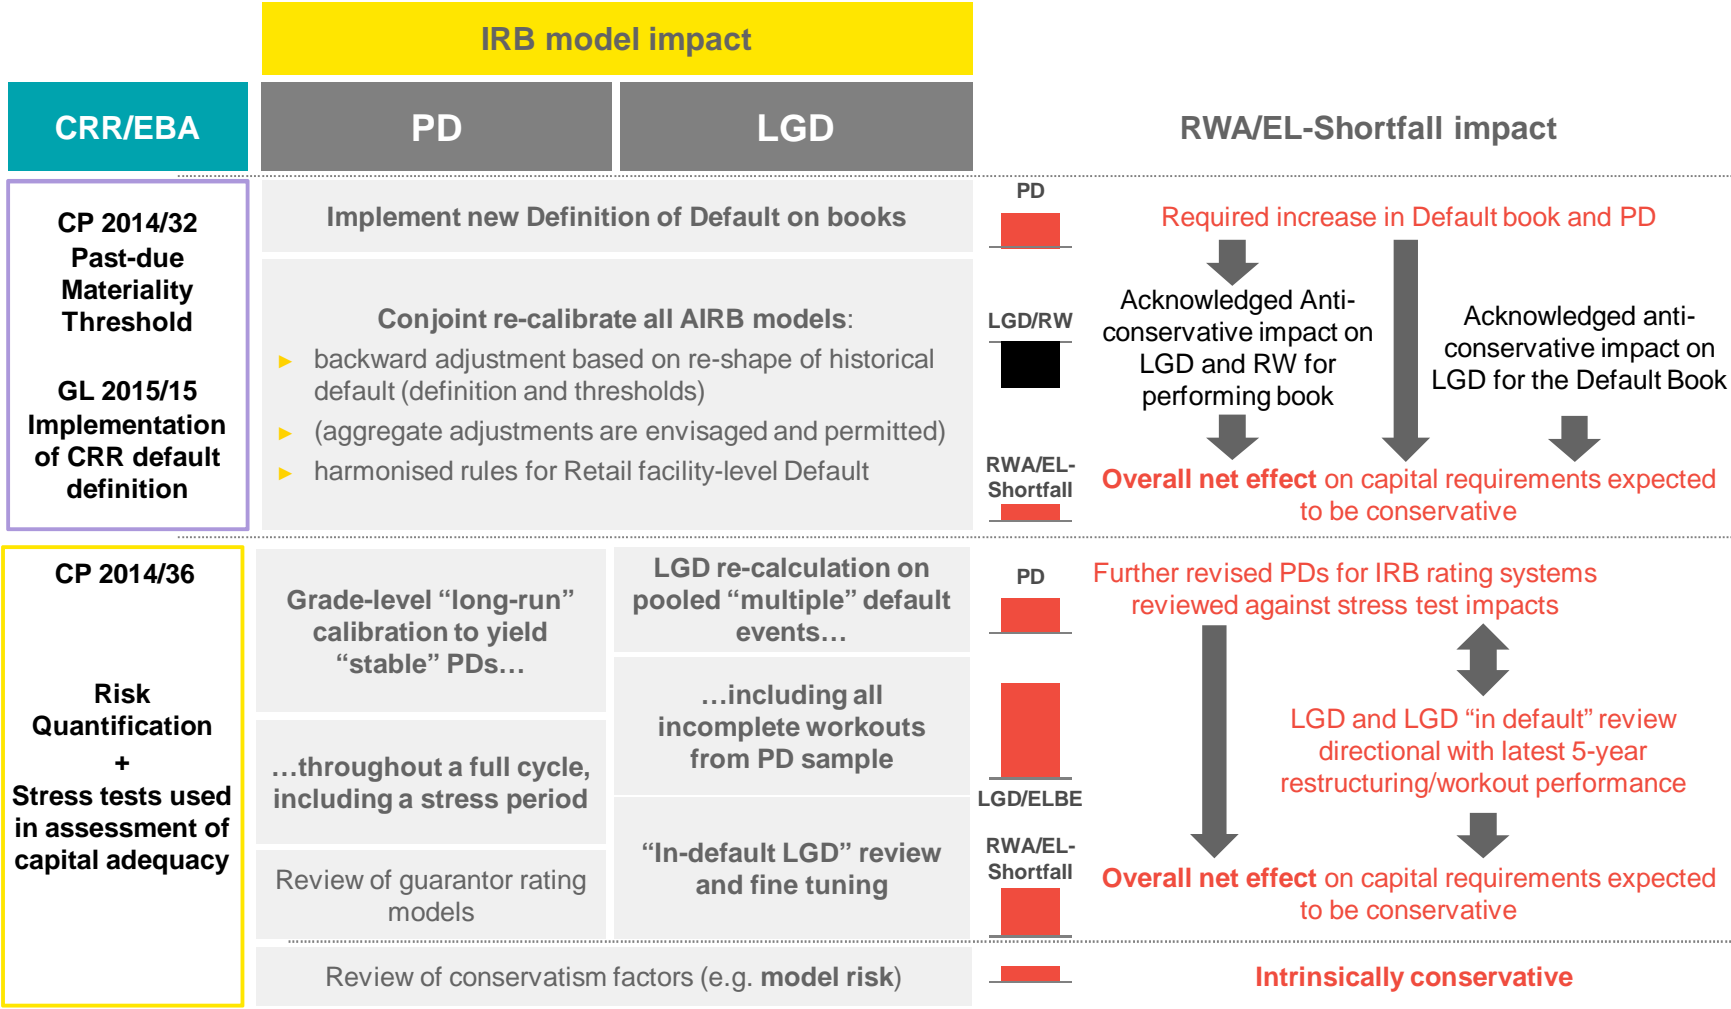 IRB model impact
CRR/EBA
PD
LGD
RWA/EL-Shortfall impact
CP 2014/32
Past-due
Materiality
Threshold
GL 2015/15
Implementation
of CRR default
definition
Implement new Definition of Default on books
Conjoint re-calibrate all AIRB models:
► backward adjustment based on re-shape of historical
default (definition and thresholds)
► (aggregate adjustments are envisaged and permitted)
► harmonised rules for Retail facility-level Default
PD
LGD/RW
RWA/EL-
Shortfall
Required increase in Default book and PD
Acknowledged Anti-
conservative impact on
LGD and RW for
performing book
Acknowledged anti-
conservative impact on
LGD for the Default Book
Overall net effect on capital requirements expected
to be conservative
CP 2014/36
Risk
Quantification
+
Stress tests used
in assessment of
capital adequacy
Grade-level “long-run”
calibration to yield
“stable” PDs…
…throughout a full cycle,
including a stress period
Review of guarantor rating
models
LGD re-calculation on
pooled “multiple” default
events…
…including all
incomplete workouts
from PD sample
“In-default LGD” review
and fine tuning
Review of conservatism factors (e.g. model risk)
PD
LGD/ELBE
RWA/EL-
Shortfall
Further revised PDs for IRB rating systems
reviewed against stress test impacts
LGD and LGD “in default” review
directional with latest 5-year
restructuring/workout performance
Overall net effect on capital requirements expected
to be conservative
Intrinsically conservative